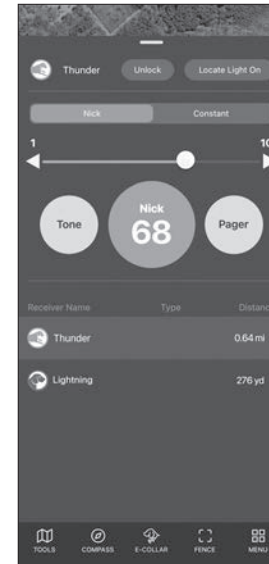 Thunder Unlock Locate Light On
Nick Constant
1 10
Tone Nick 68 Pager
Receiver Name Type Distanc
Thunder 0.64 mi
Lightning 276 yd
TOOLS COMPASS E-COLLAR FENCE MENU